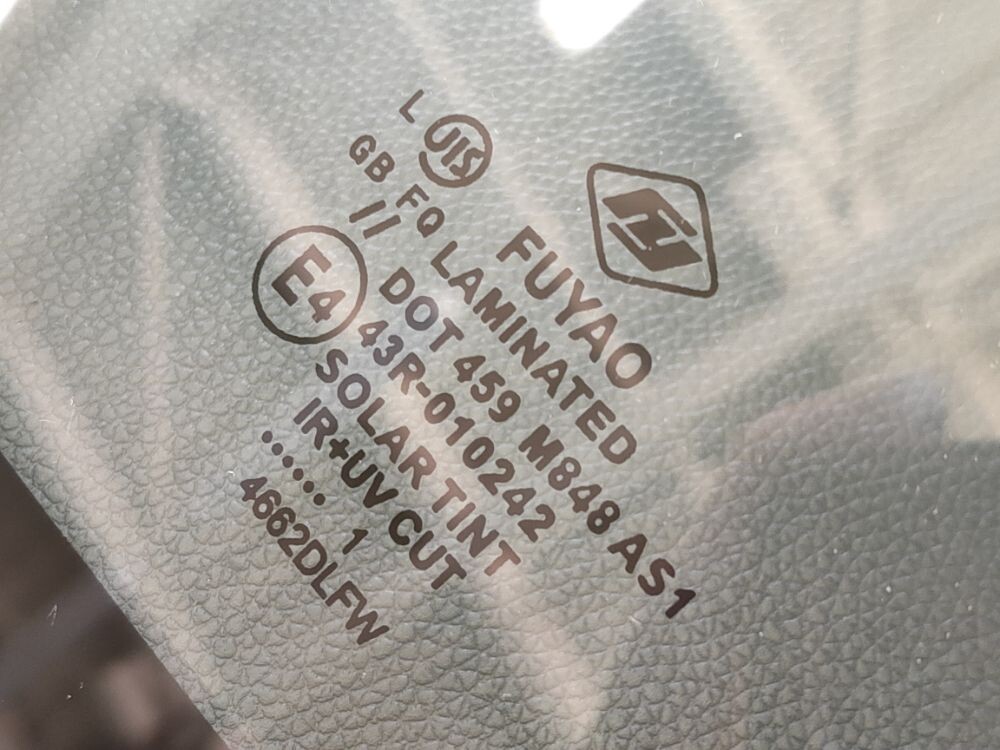 FUYAO
L JIS
GB FQ LAMINATED
II DOT 459 M848 AS1
E4 43R-010242
SOLAR TINT
IR+UV CUT
...... 1
4662DLFW